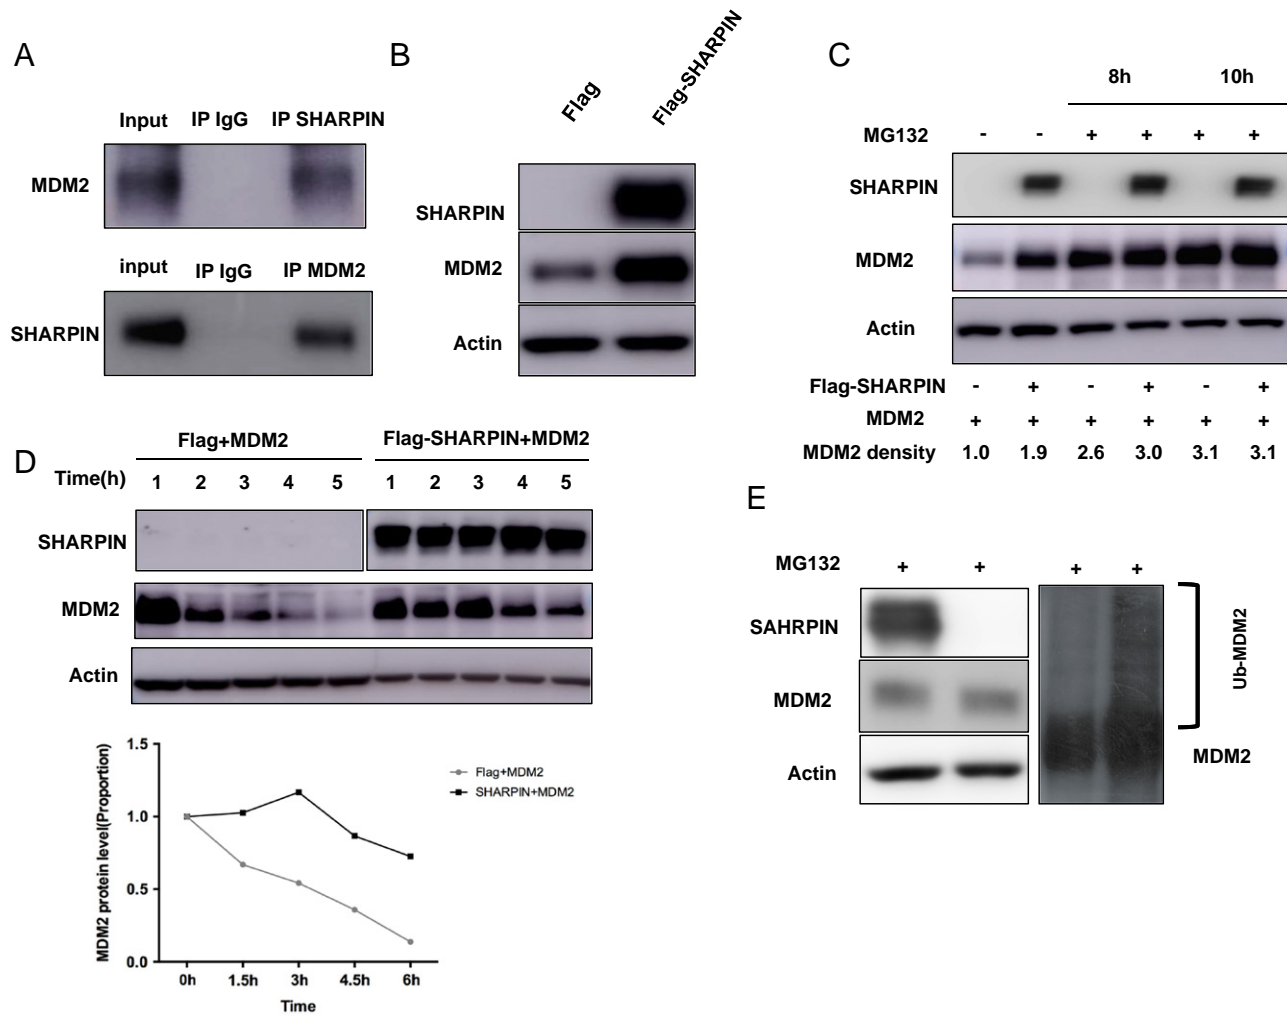 A
Input IP IgG IP SHARPIN
MDM2
input IP IgG IP MDM2
SHARPIN
B
Flag Flag-SHARPIN
SHARPIN
MDM2
Actin
C
8h 10h
MG132 - - + + + +
SHARPIN
MDM2
Actin
Flag-SHARPIN - + - + - +
MDM2 + + + + + +
MDM2 density 1.0 1.9 2.6 3.0 3.1 3.1
D
Flag+MDM2 Flag-SHARPIN+MDM2
Time(h) 1 2 3 4 5 1 2 3 4 5
SHARPIN
MDM2
Actin
MDM2 protein level(Proportion)
1.5
1.0
0.5
0.0
0h 1.5h 3h 4.5h 6h
Time
Flag+MDM2
SHARPIN+MDM2
E
MG132 + + + +
SAHRPIN
MDM2
Actin
Ub-MDM2
MDM2